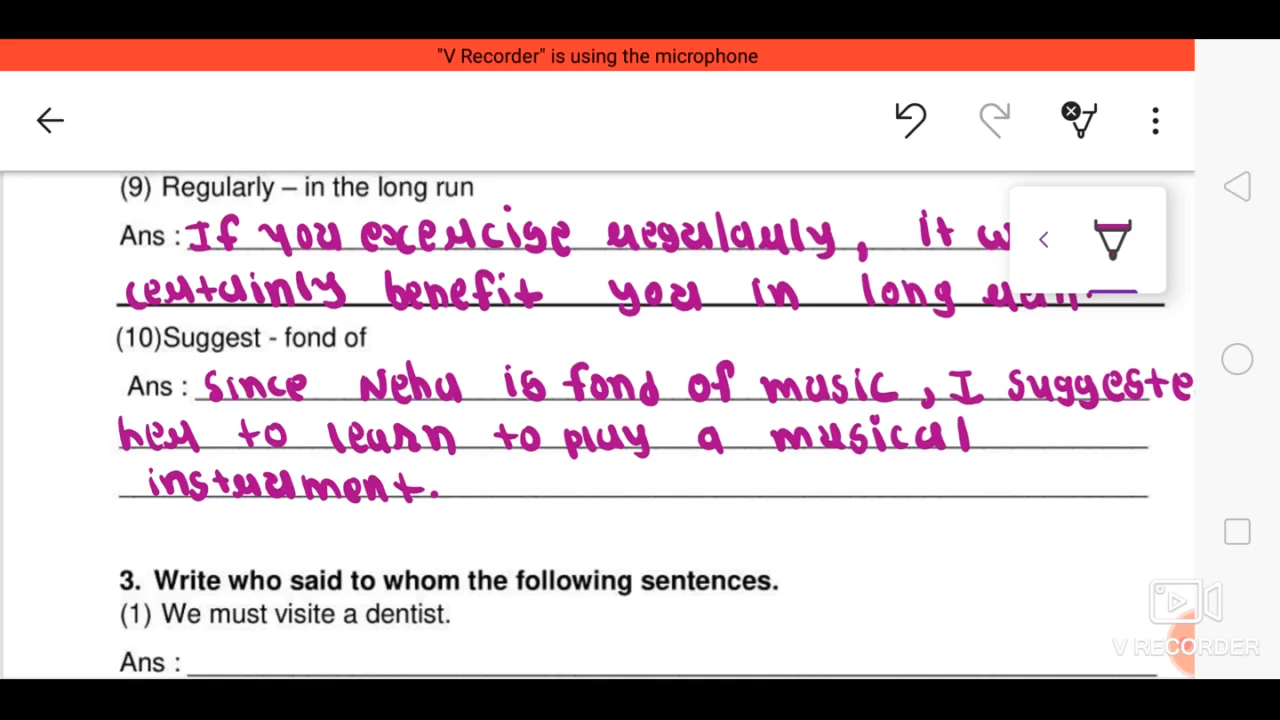 "V Recorder" is using the microphone
(9) Regularly – in the long run
Ans : If you exercise regularly, it
certainly benefit you in long run.
(10)Suggest - fond of
Ans : Since Neha is fond of music, I suggeste
her to learn to play a musical
instrument.
3. Write who said to whom the following sentences.
(1) We must visite a dentist.
Ans :
V RECORDER